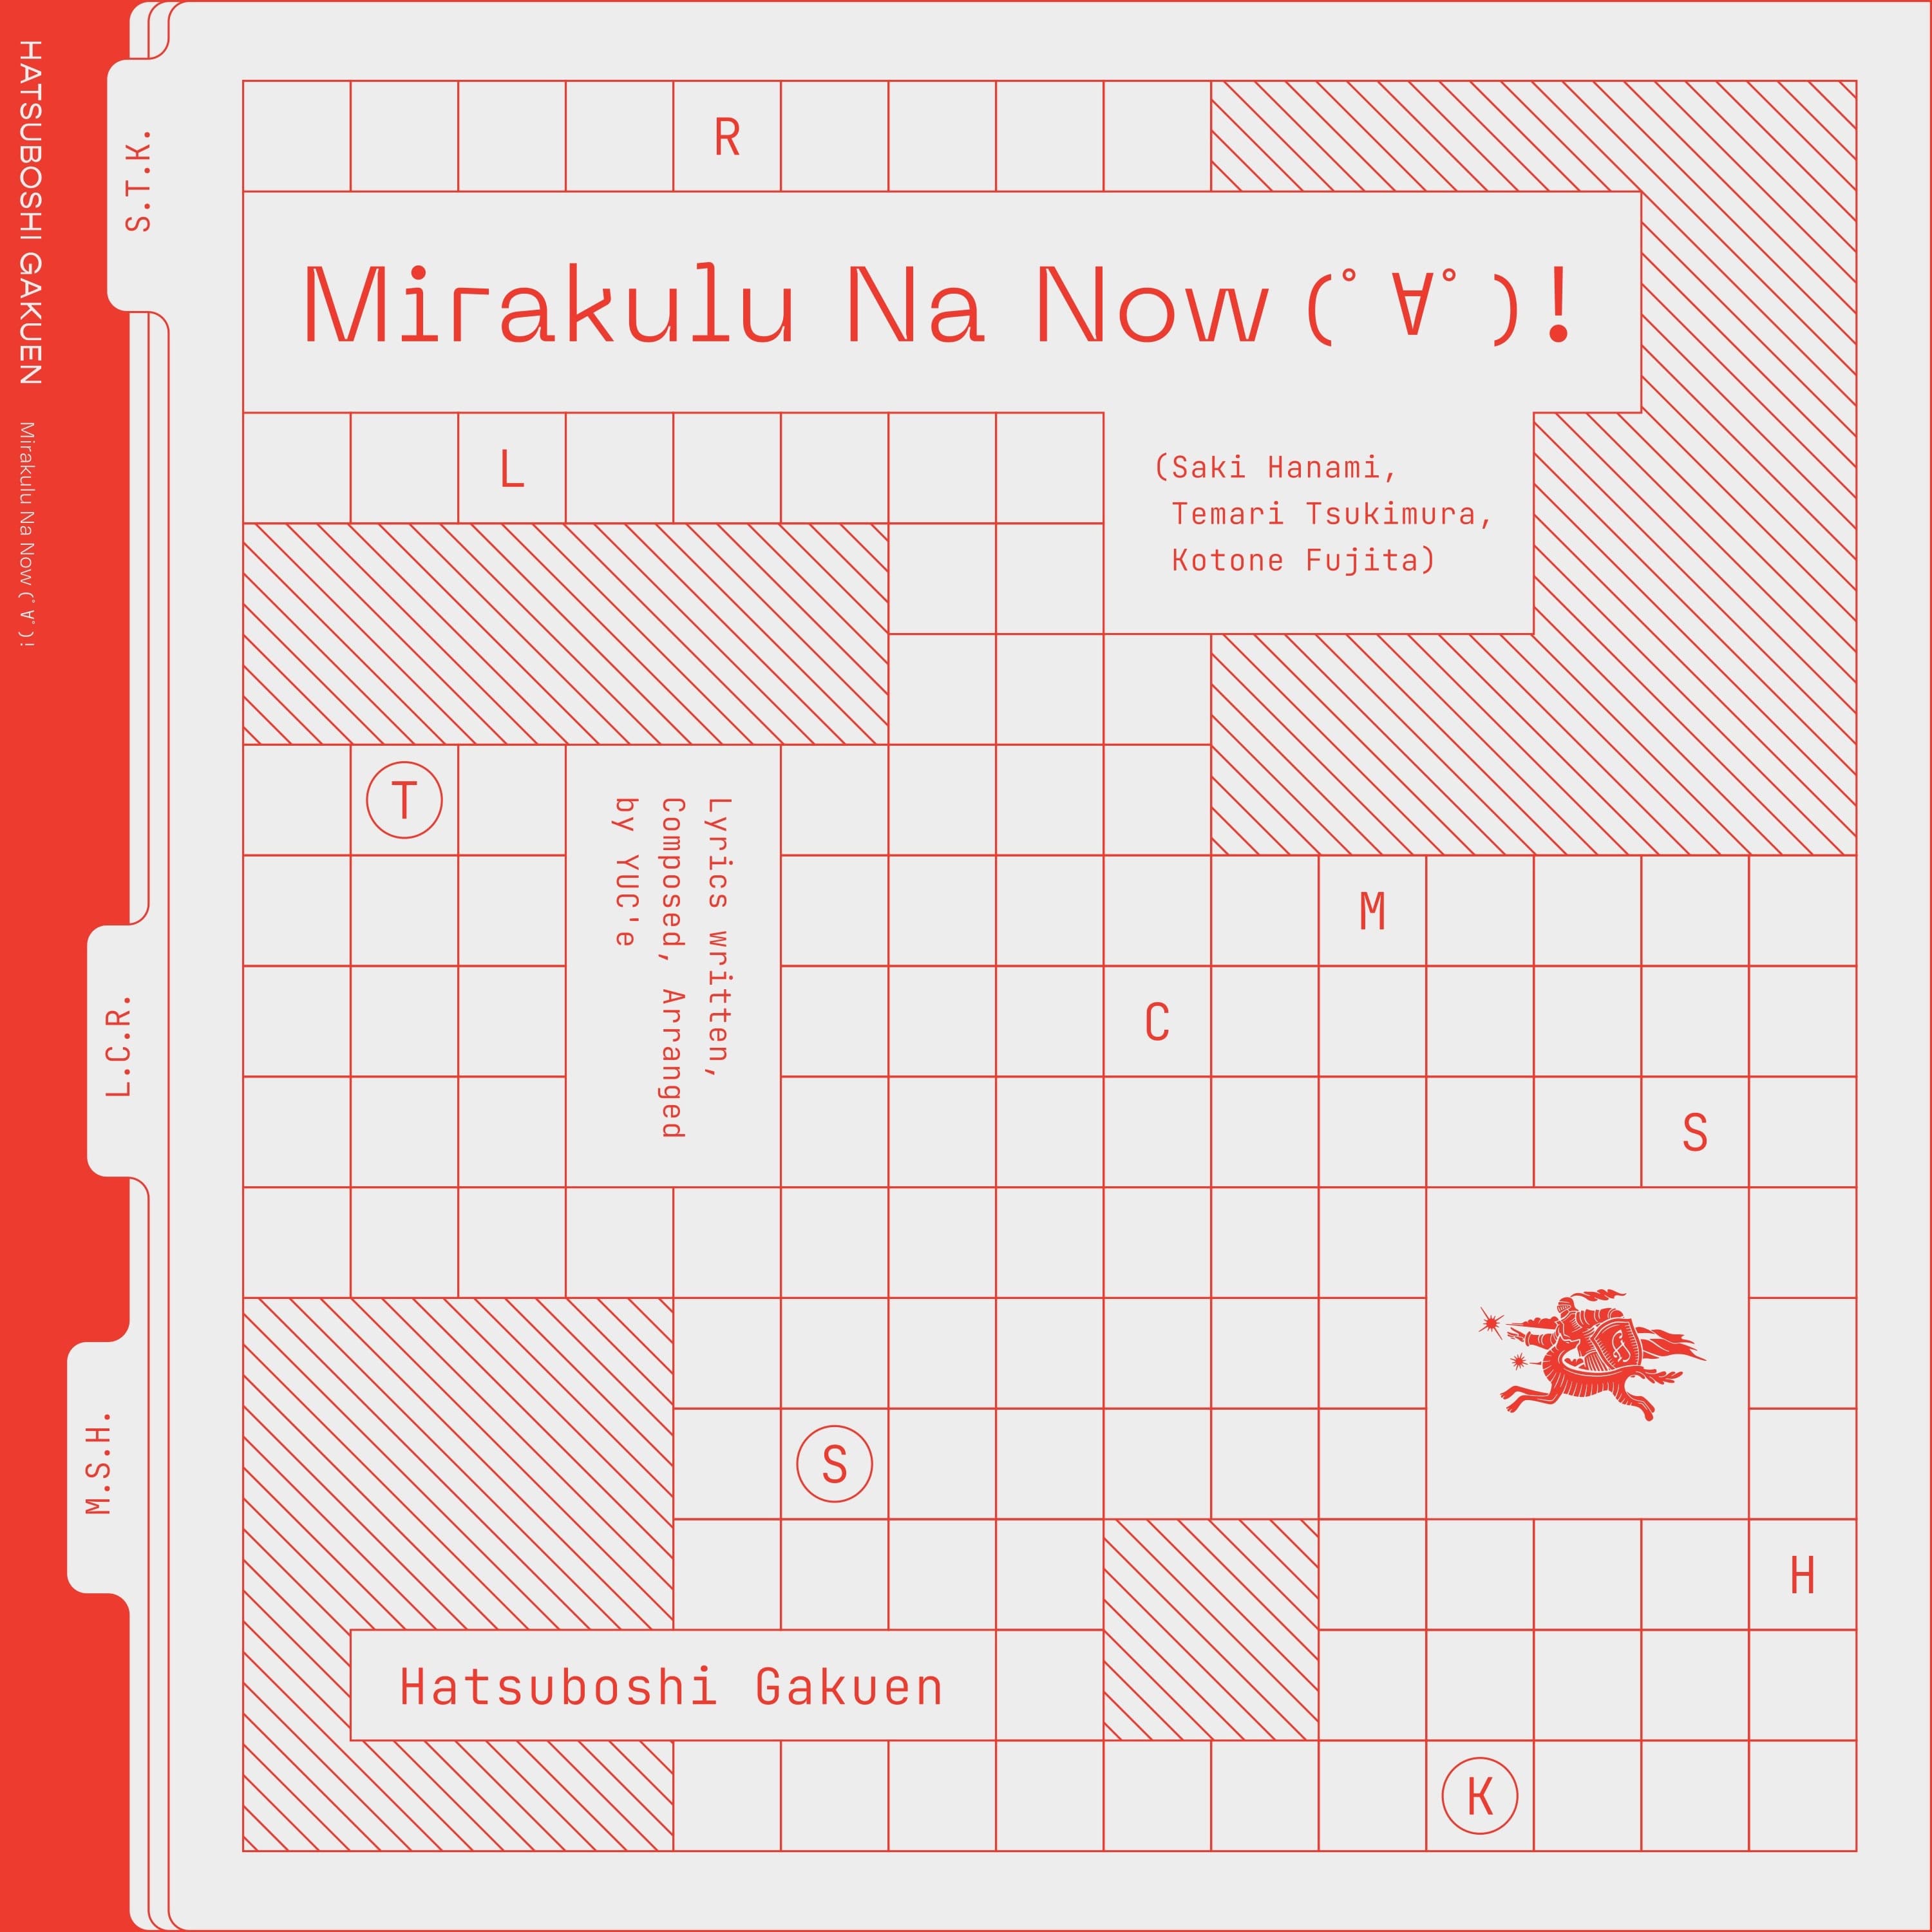 HATSUBOSHI GAKUEN Mirakulu Na Now (ﾟ∀ﾟ)!
S.T.K.
L.C.R.
M.S.H.
R
Mirakulu Na Now (ﾟ∀ﾟ)!
L
(Saki Hanami,
Temari Tsukimura,
Kotone Fujita)
T
Lyrics written,
Composed, Arranged
by YUC'e
M
C
S
S
H
Hatsuboshi Gakuen
K